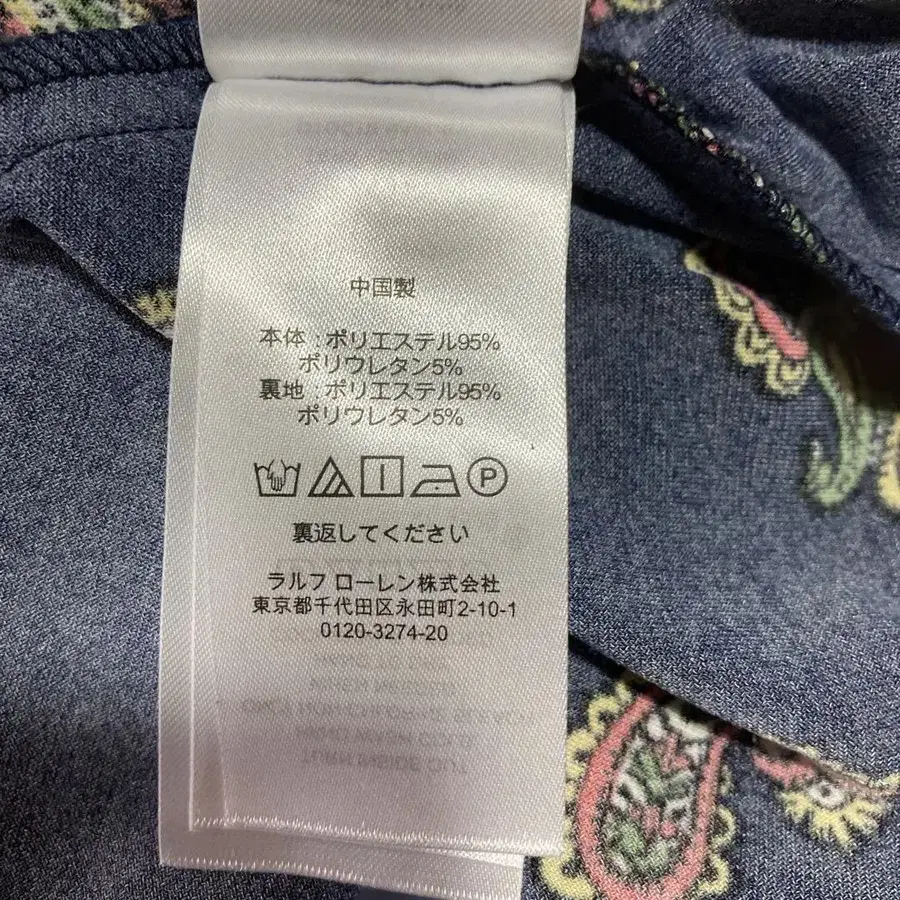 中国製
本体 : ポリエステル95%
ポリウレタン5%
裏地 : ポリエステル95%
ポリウレタン5%
P
裏返してください
ラルフ ローレン株式会社
東京都千代田区永田町2-10-1
0120-3274-20